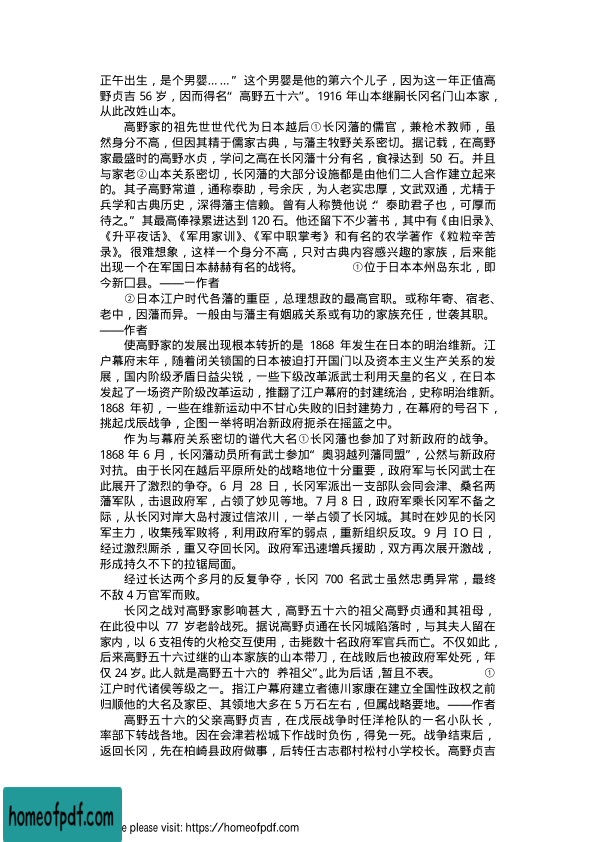 正午出生，是个男婴……” 这个男婴是他的第六个儿子，因为这一年正值高
野贞吉 56 岁，因而得名“ 高野五十六”。1916 年山本继嗣长冈名门山本家，
从此改姓山本。
高野家的祖先世世代代为日本越后①长冈藩的儒官，兼枪术教师，虽
然身分不高，但因其精于儒家古典，与藩主牧野关系密切。据记载，在高野
家最盛时的高野水贞，学问之高在长冈藩十分有名，食禄达到 50 石。并且
与家老②山本关系密切，长冈藩的大部分设施都是由他们二人合作建立起来
的。其子高野常道，通称泰助，号余庆，为人老实忠厚，文武双通，尤精于
兵学和古典历史，深得藩主信赖。曾有人称赞他说：“ 泰助君子也，可厚而
待之。” 其最高俸禄累进达到 120 石。他还留下不少著书，其中有《由旧录》、
《升平夜话》、《军用家训》、《军中职掌考》和有名的农学著作《粒粒辛苦
录》。很难想象，这样一个身分不高，只对古典内容感兴趣的家族，后来能
出现一个在军国日本赫赫有名的战将。 ①位于日本本州岛东北，即
今新囗县。——一作者
②日本江户时代各藩的重臣，总理想政的最高官职。或称年寄、宿老、
老中，因藩而异。一般由与藩主有姻戚关系或有功的家族充任，世袭其职。
——作者
使高野家的发展出现根本转折的是 1868 年发生在日本的明治维新。江
户幕府末年，随着闭关锁国的日本被迫打开国门以及资本主义生产关系的发
展，国内阶级矛盾日益尖锐，一些下级改革派武士利用天皇的名义，在日本
发起了一场资产阶级改革运动，推翻了江户幕府的封建统治，史称明治维新。
1868 年初，一些在维新运动中不甘心失败的旧封建势力，在幕府的号召下，
挑起戊辰战争，企图一举将明冶新政府扼杀在摇篮之中。
作为与幕府关系密切的谱代大名①长冈藩也参加了对新政府的战争。
1868 年 6 月，长冈藩动员所有武士参加“ 奥羽越列藩同盟”，公然与新政府
对抗。由于长冈在越后平原所处的战略地位十分重要，政府军与长冈武士在
此展开了激烈的争夺。6 月 28 日，长冈军派出一支部队会同会津、桑名两
藩军队，击退政府军，占领了妙见等地。7 月 8 日，政府军乘长冈军不备之
际，从长冈对岸大岛村渡过信浓川，一举占领了长冈城。其时在妙见的长冈
军主力，收集残军败将，利用政府军的弱点，重新组织反攻。9 月 IO 日，
经过激烈厮杀，重又夺回长冈。政府军迅速增兵援助，双方再次展开激战，
形成持久不下的拉锯局面。
经过长达两个多月的反复争夺，长冈 700 名武士虽然忠勇异常，最终
不敌 4 万官军而败。
长冈之战对高野家影响甚大，高野五十六的祖父高野贞通和其祖母，
在此役中以 77 岁老龄战死。据说高野贞通在长冈城陷落时，与其夫人留在
家内，以 6 支祖传的火枪交互使用，击毙数十名政府军官兵而亡。不仅如此，
后来高野五十六过继的山本家族的山本带刀，在战败后也被政府军处死，年
仅 24 岁。此人就是高野五十六的“ 养祖父”。此为后话，暂且不表。 ①
江户时代诸侯等级之一。指江户幕府建立者德川家康在建立全国性政权之前
归顺他的大名及家臣、其领地大多在 5 万石左右，但属战略要地。——作者
高野五十六的父亲高野贞吉，在戊辰战争时任洋枪队的一名小队长，
率部下转战各地。因在会津若松城下作战时负伤，得免一死。战争结束后，
返回长冈，先在柏崎县政府做事，后转任古志郡村松村小学校长。高野贞吉
homeofpdf.com
please visit: https://homeofpdf.com